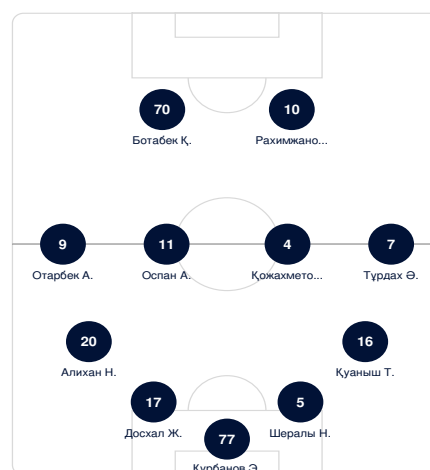 70
10
Ботабек Қ.
Рахимжано...
9
11
4
7
Отарбек А.
Оспан А.
Қожахмето...
Тұрдах Ә.
20
16
Алихан Н.
Қуаныш Т.
17
5
Досхал Ж.
Шералы Н.
77
Курбанов Э.